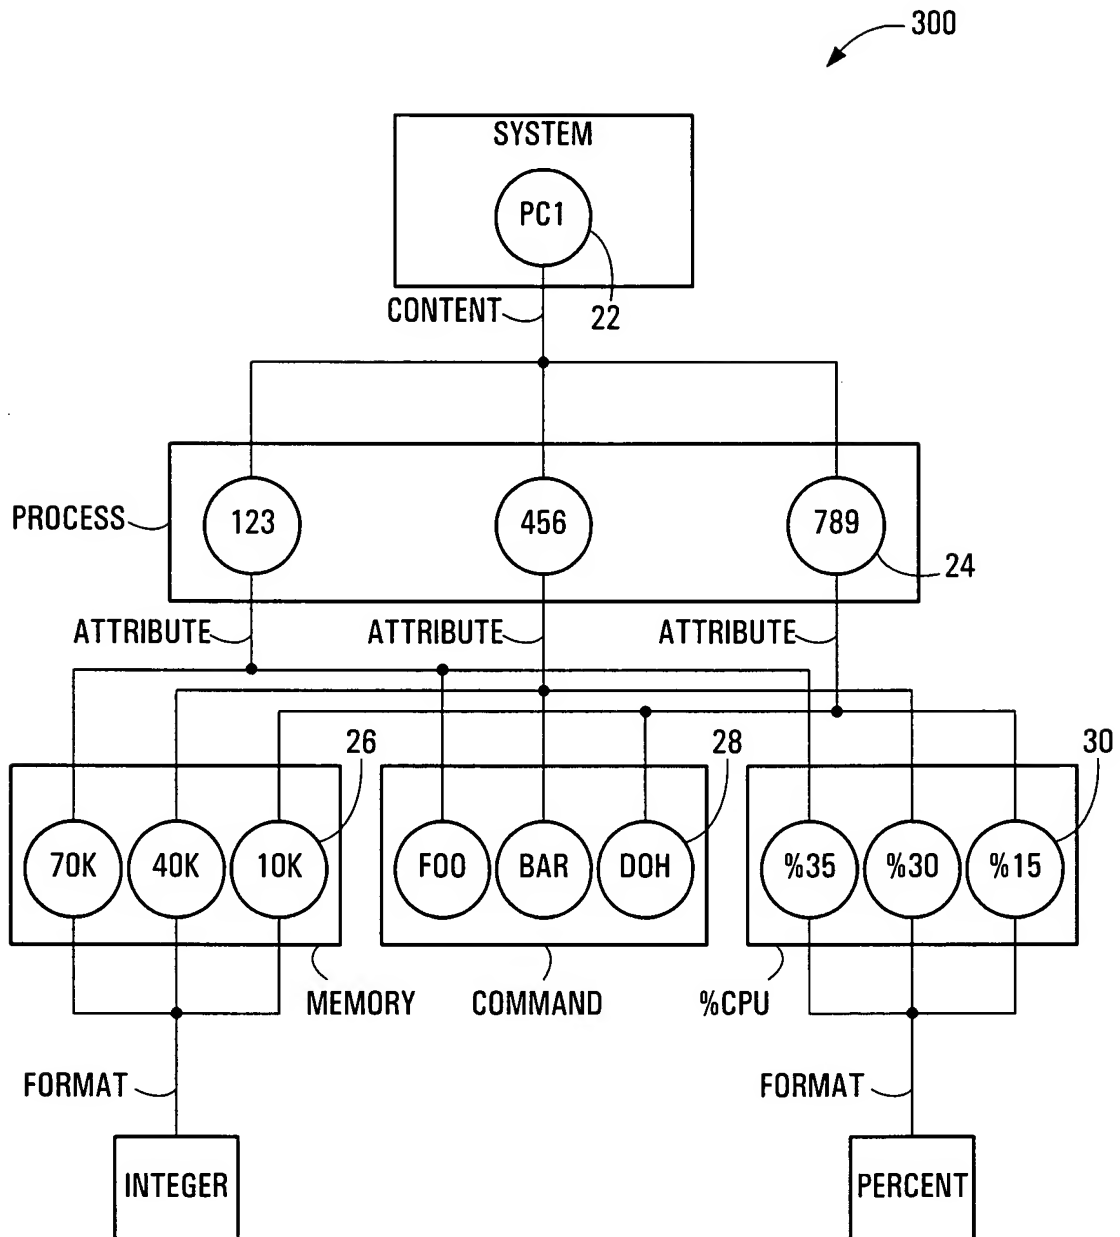 300
SYSTEM
PC1
CONTENT
22
PROCESS
123
456
789
24
ATTRIBUTE
ATTRIBUTE
ATTRIBUTE
26
28
30
70K
40K
10K
FOO
BAR
DOH
%35
%30
%15
MEMORY
COMMAND
%CPU
FORMAT
FORMAT
INTEGER
PERCENT